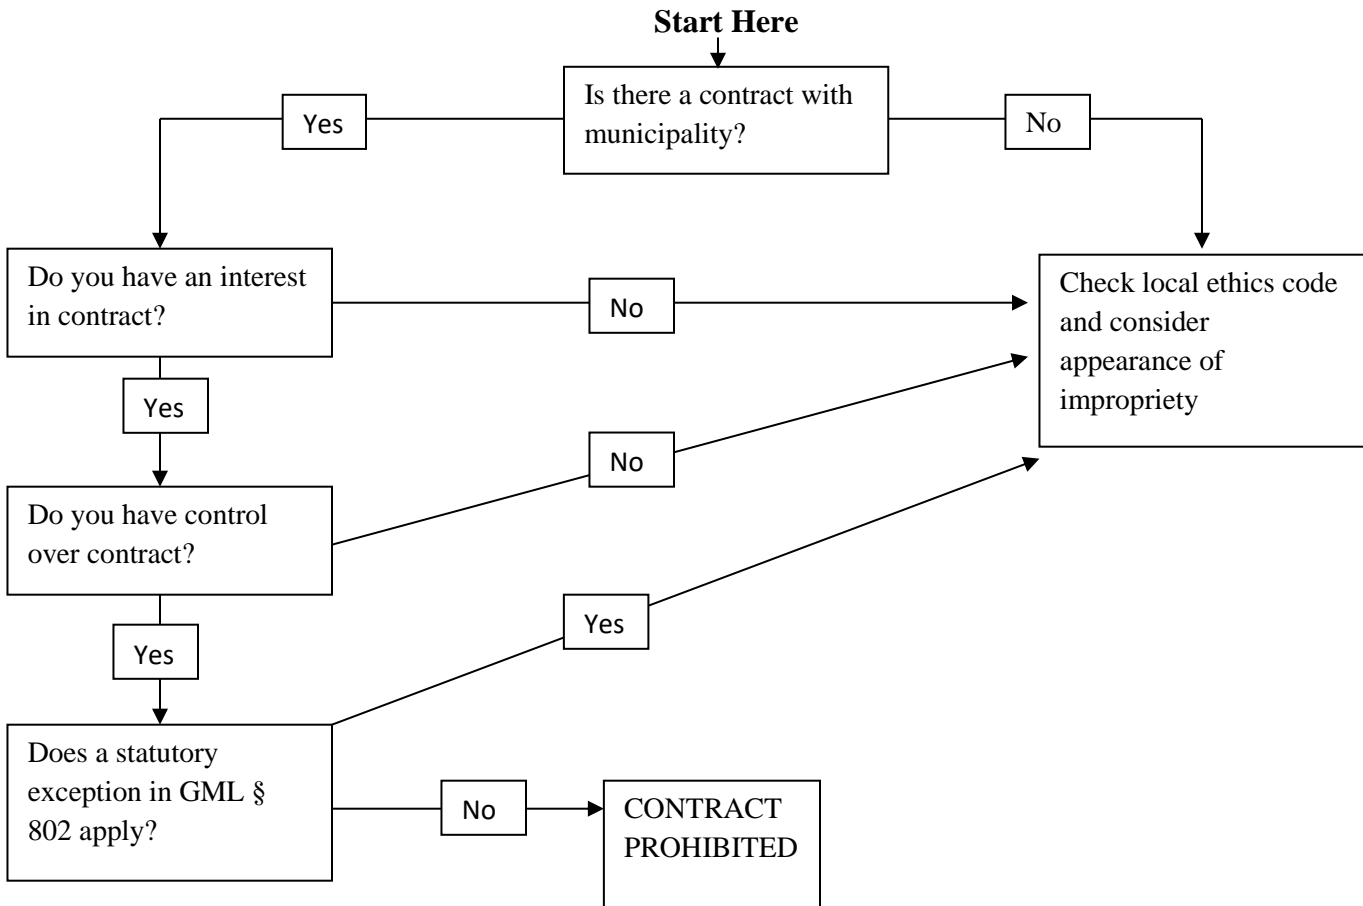 Start Here
Is there a contract with
municipality?
Yes
No
Do you have an interest
in contract?
No
Check local ethics code
and consider
appearance of
impropriety
Yes
No
Do you have control
over contract?
Yes
Yes
Does a statutory
exception in GML §
802 apply?
No
CONTRACT
PROHIBITED